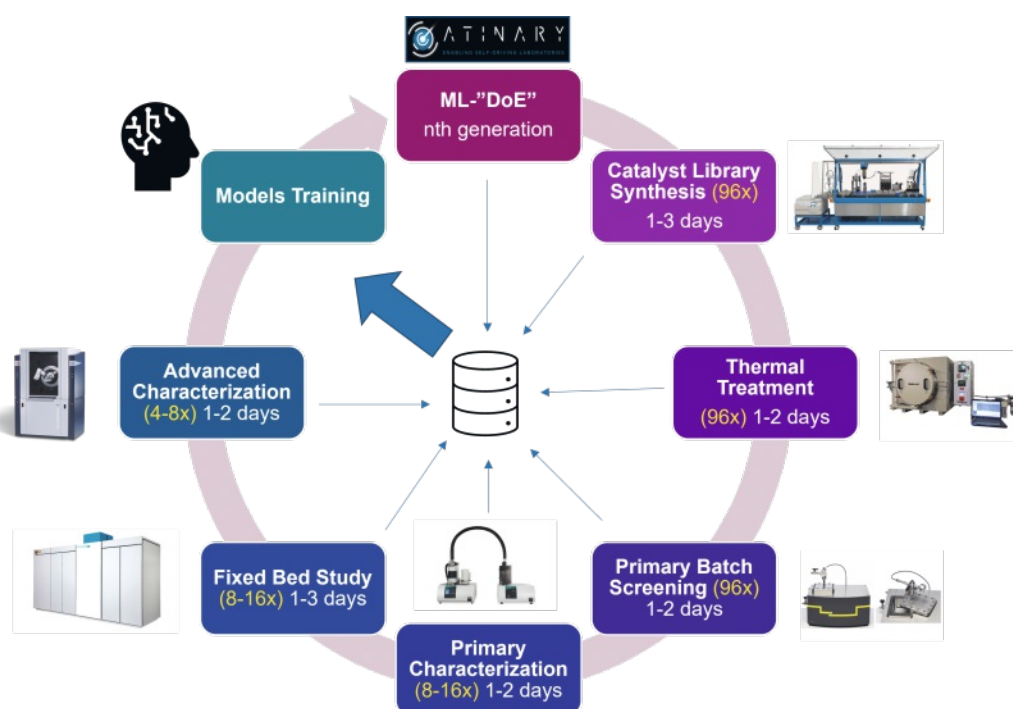 ATINARY
ENABLING SELF-DRIVING LABORATORIES
ML-”DoE”
nth generation
Catalyst Library
Synthesis (96x)
1-3 days
Thermal
Treatment
(96x) 1-2 days
Primary Batch
Screening (96x)
1-2 days
Primary
Characterization
(8-16x) 1-2 days
Fixed Bed Study
(8-16x) 1-3 days
Advanced
Characterization
(4-8x) 1-2 days
Models Training